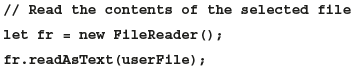 // Read the contents of the selected file
let fr = new FileReader();
fr.readAsText(userFile);